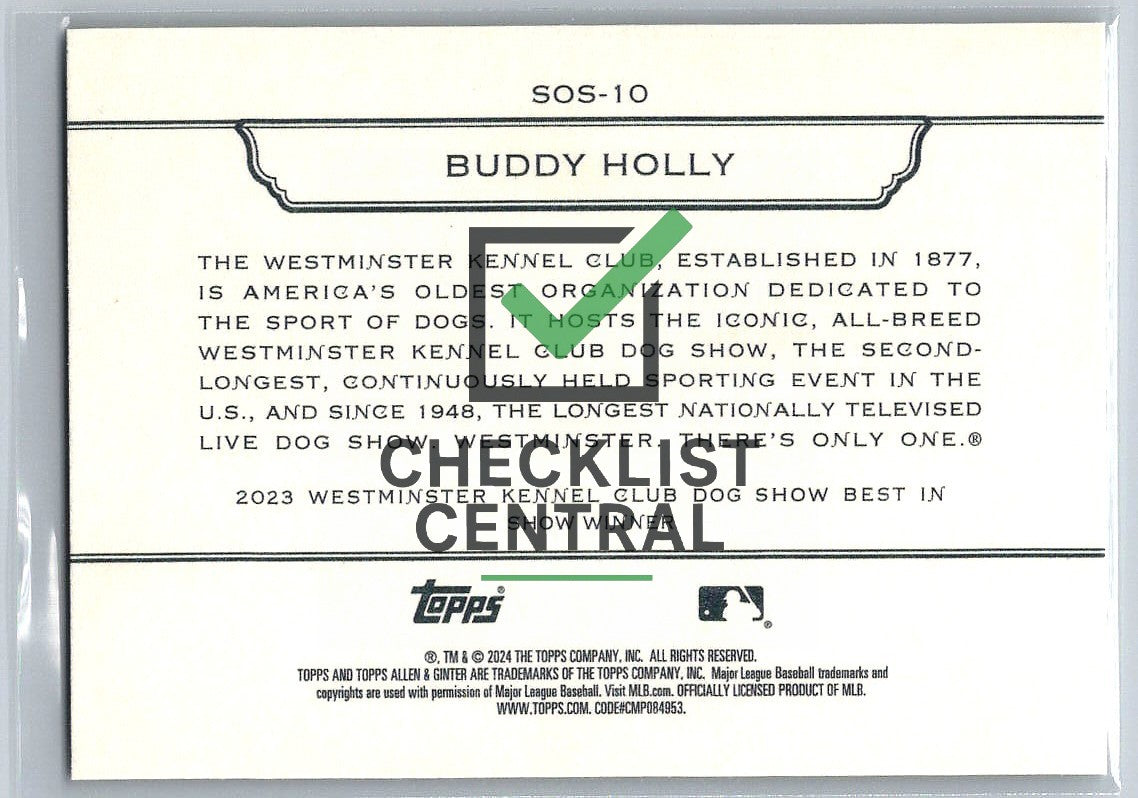 SOS-10
BUDDY HOLLY
THE WESTMINSTER KENNEL CLUB, ESTABLISHED IN 1877,
IS AMERICA'S OLDEST ORGANIZATION DEDICATED TO
THE SPORT OF DOGS. IT HOSTS THE ICONIC, ALL-BREED
WESTMINSTER KENNEL CLUB DOG SHOW, THE SECOND-
LONGEST, CONTINUOUSLY HELD SPORTING EVENT IN THE
U.S., AND SINCE 1948, THE LONGEST NATIONALLY TELEVISED
LIVE DOG SHOW. WESTMINSTER. THERE'S ONLY ONE.®
CHECKLIST
2023 WESTMINSTER KENNEL CLUB DOG SHOW BEST IN
SHOW WINNER
CENTRAL
Topps®
®
®, TM & © 2024 THE TOPPS COMPANY, INC. ALL RIGHTS RESERVED.
TOPPS AND TOPPS ALLEN & GINTER ARE TRADEMARKS OF THE TOPPS COMPANY, INC. Major League Baseball trademarks and
copyrights are used with permission of Major League Baseball. Visit MLB.com. OFFICIALLY LICENSED PRODUCT OF MLB.
WWW.TOPPS.COM. CODE#CMP084953.